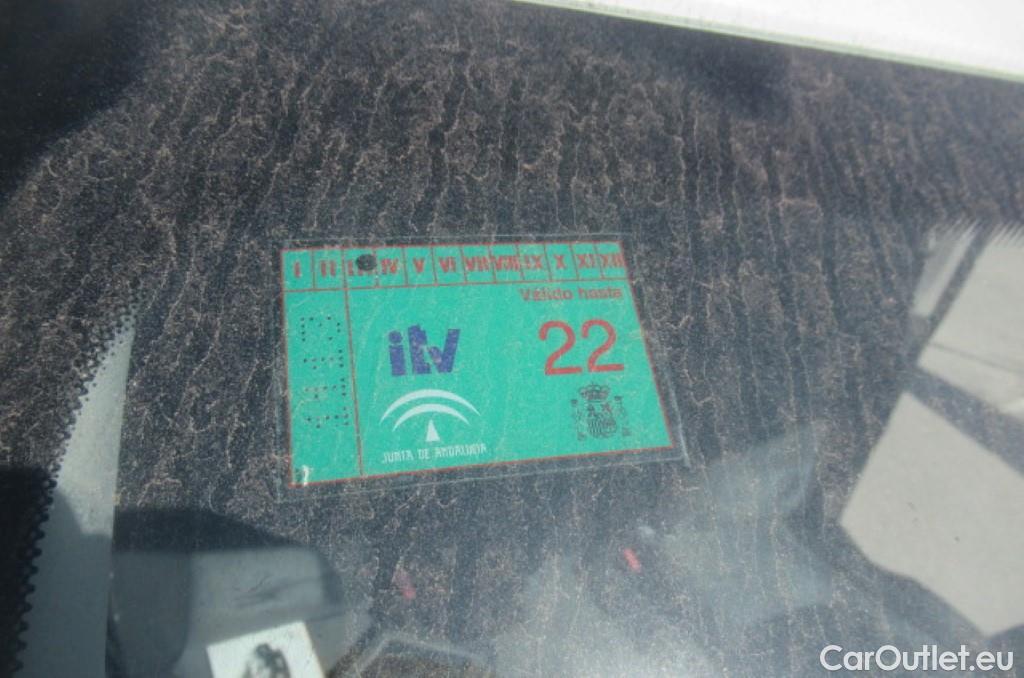 I II III IV V VI VII VIII IX X XI XII
Válido hasta
itv
22
JUNTA DE ANDALUCIA
CarOutlet.eu